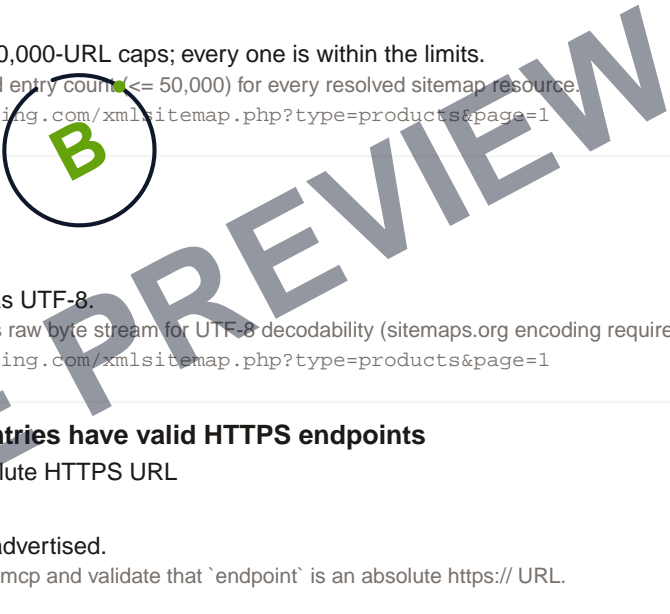 0,000-URL caps; every one is within the limits.
d entry count (<= 50,000) for every resolved sitemap resource.
ing.com/xmlsitemap.php?type=products&page=1
B
PREVIEW
s UTF-8.
s raw byte stream for UTF-8 decodability (sitemaps.org encoding require
ing.com/xmlsitemap.php?type=products&page=1
E
ntries have valid HTTPS endpoints
lute HTTPS URL
advertised.
mcp and validate that `endpoint` is an absolute https:// URL.